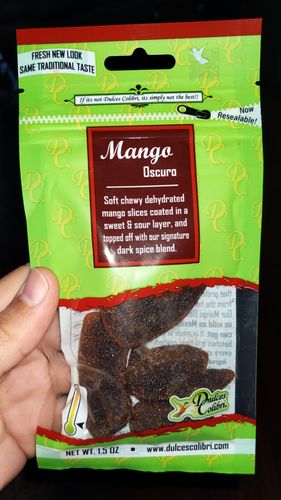 FRESH NEW LOOK
SAME TRADITIONAL TASTE
If its not Dulces Colibri, its simply not the best!!
Now
Resealable!
Mango
Oscuro
Soft chewy dehydrated
mango slices coated in a
sweet & sour layer, and
topped off with our signature
dark spice blend.
Dulces
Colibri
NET WT. 1.5 OZ • www.dulcescolibri.com